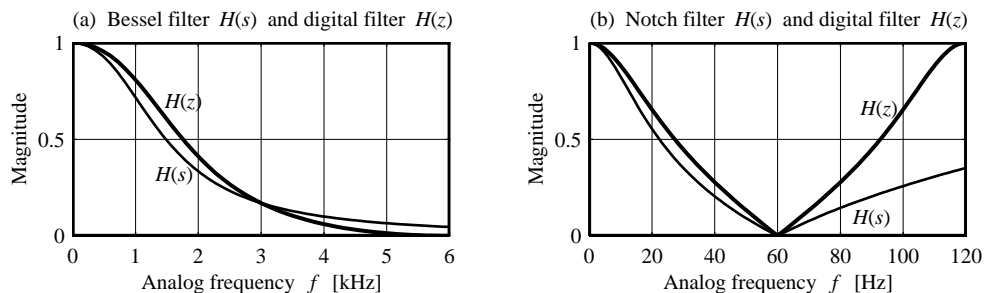 (a) Bessel filter H(s) and digital filter H(z)
1
0.5
0
Magnitude
H(z)
H(s)
0 1 2 3 4 5 6
Analog frequency f [kHz]
(b) Notch filter H(s) and digital filter H(z)
1
0.5
0
Magnitude
H(z)
H(s)
0 20 40 60 80 100 120
Analog frequency f [Hz]